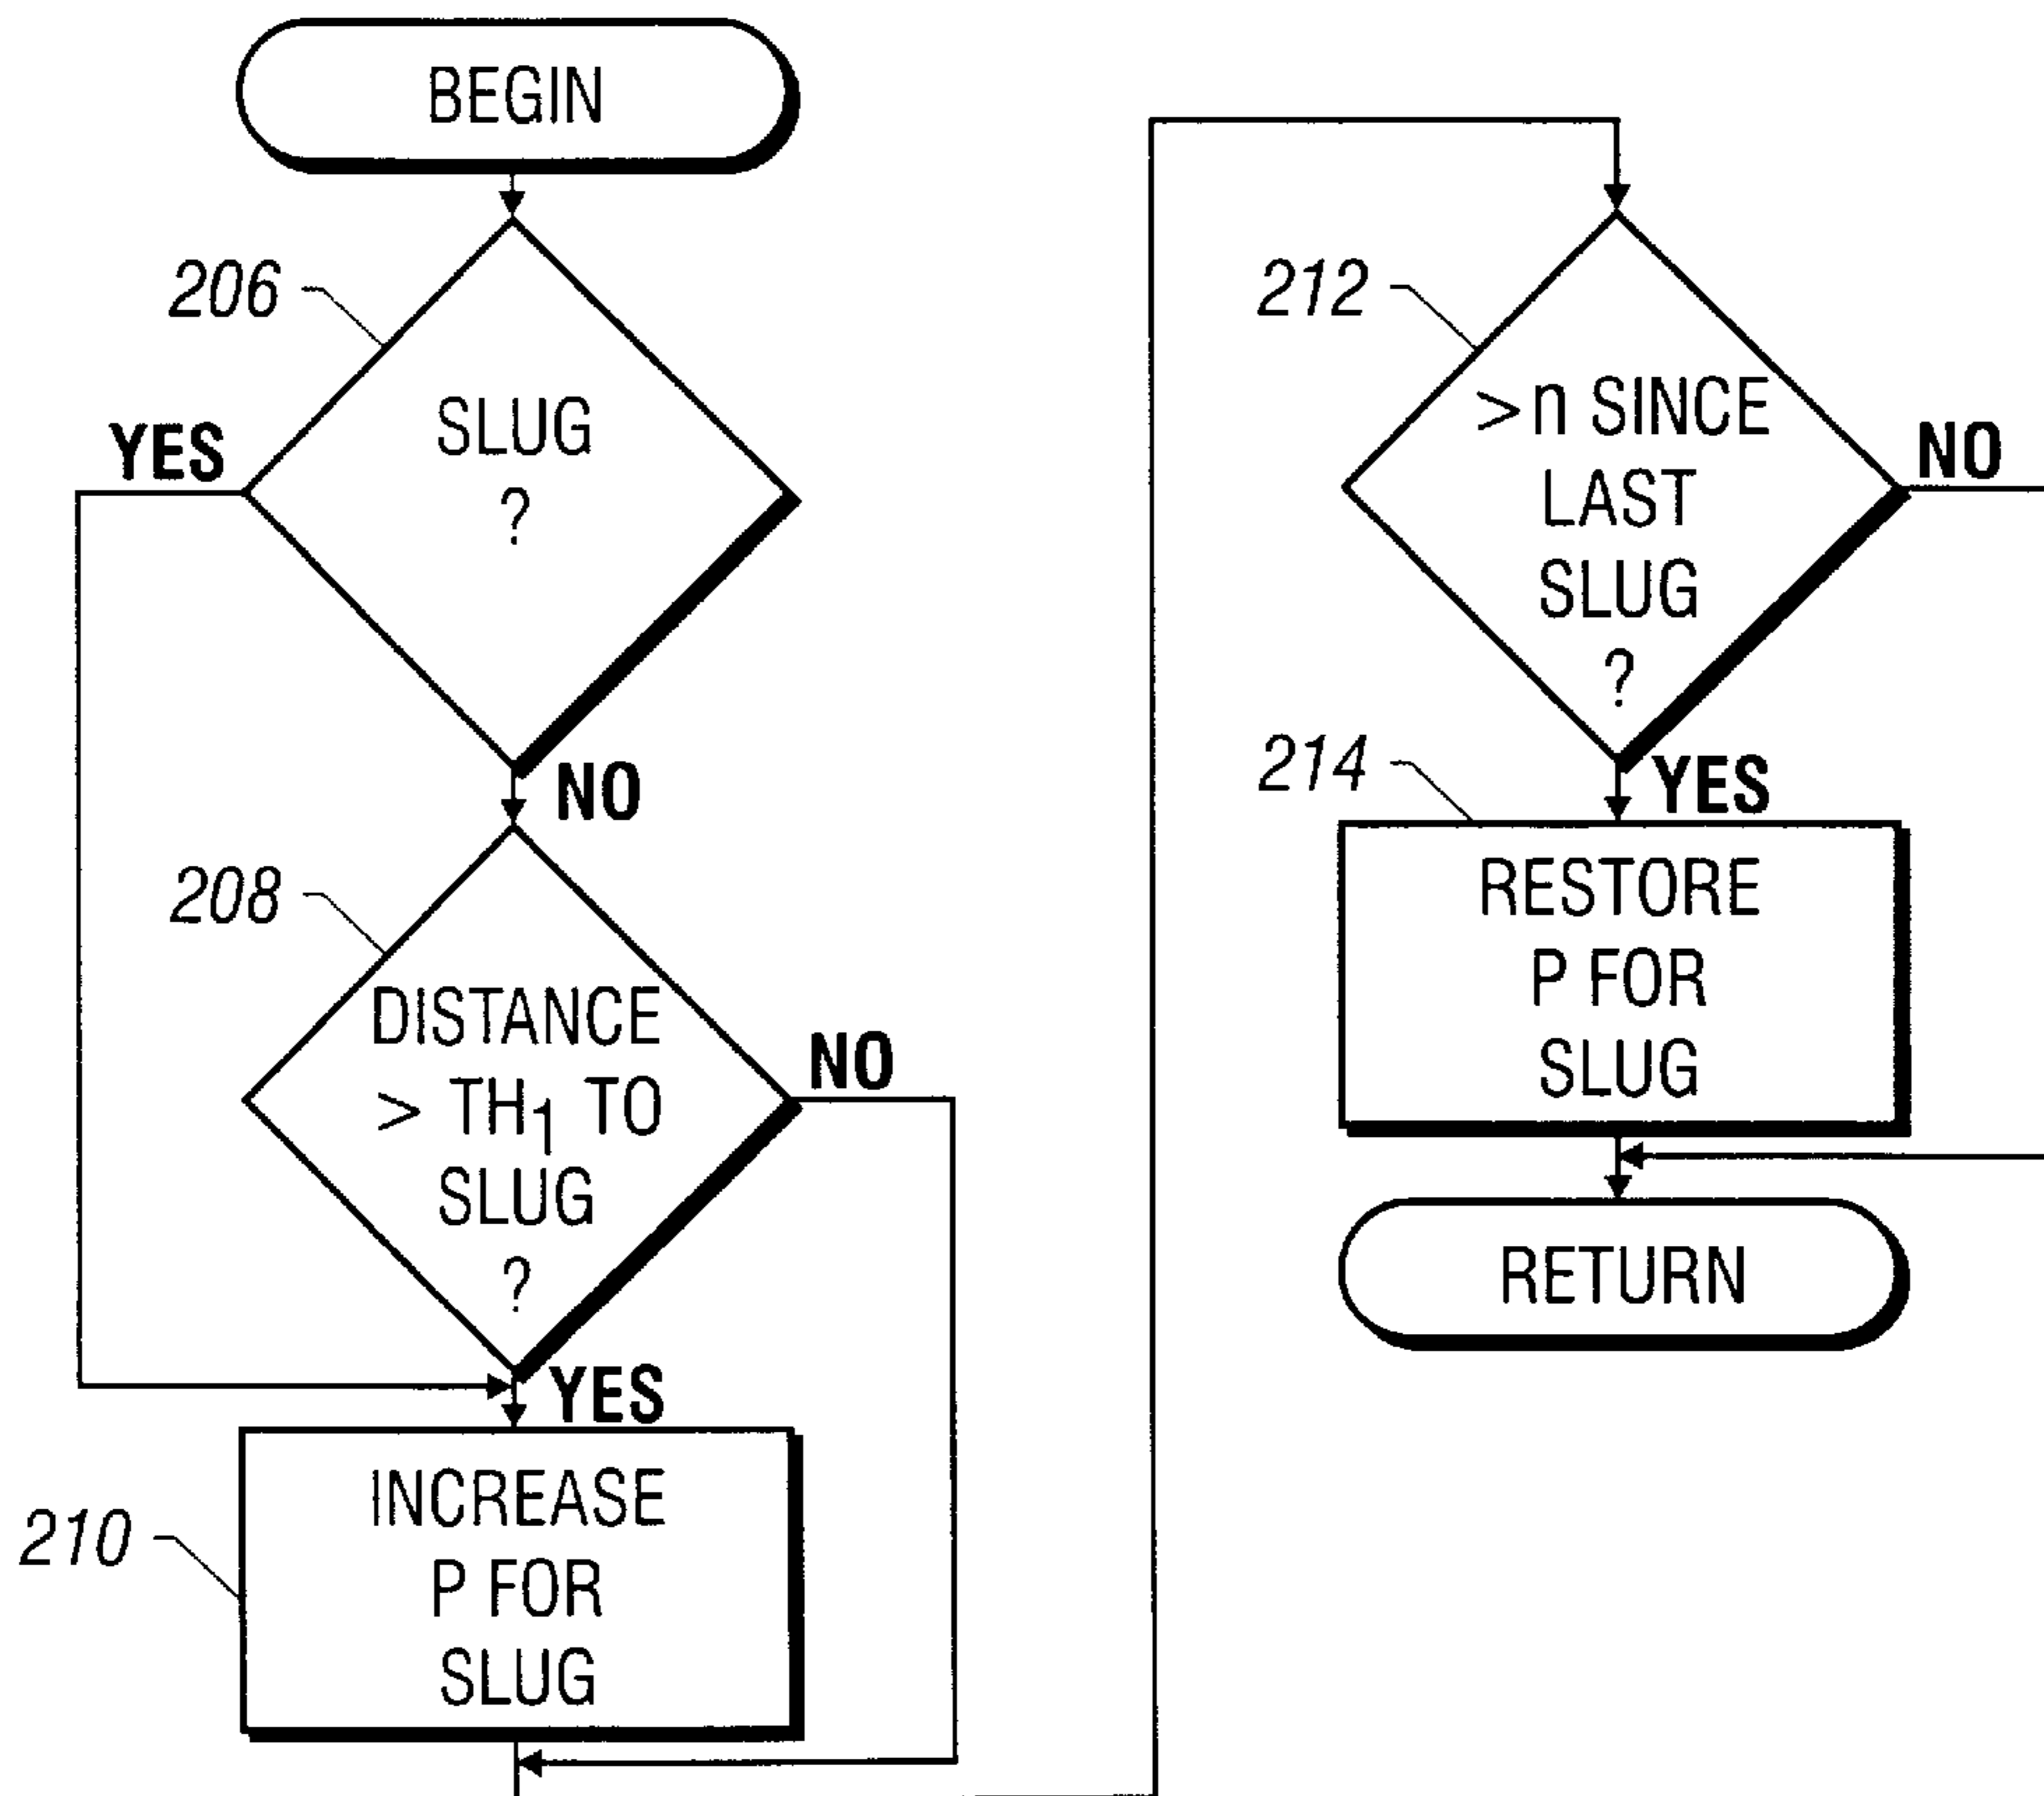 BEGIN
206
SLUG
?
YES
NO
208
DISTANCE
> TH1 TO
SLUG
?
NO
YES
210
INCREASE
P FOR
SLUG
212
>n SINCE
LAST
SLUG
?
NO
YES
214
RESTORE
P FOR
SLUG
RETURN